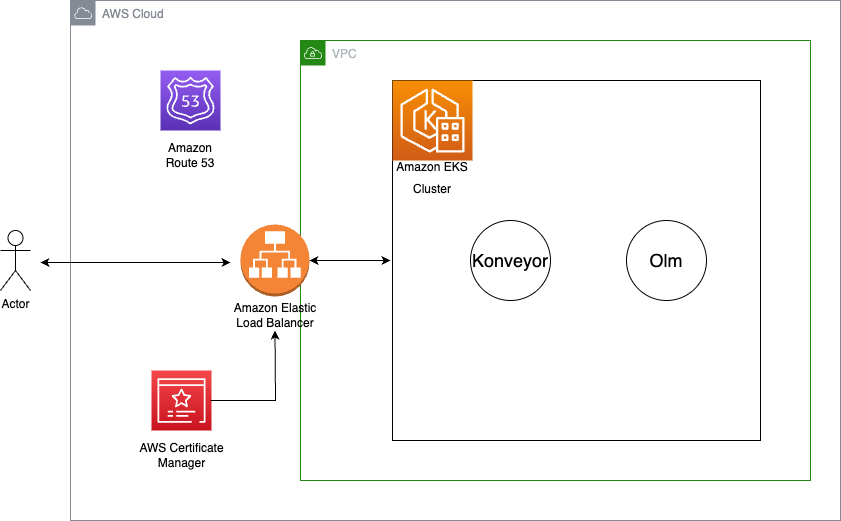 AWS Cloud
VPC
53
Amazon
Route 53
K
Amazon EKS
Cluster
Konveyor
Olm
Actor
Amazon Elastic
Load Balancer
AWS Certificate
Manager